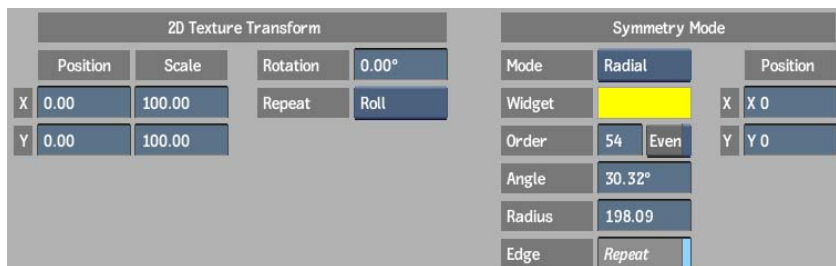 2D Texture Transform
Symmetry Mode
Position Scale Rotation 0.00°
Mode Radial Position
X 0.00 100.00 Repeat Roll
Widget X X 0
Y 0.00 100.00
Order 54 Even Y Y 0
Angle 30.32°
Radius 198.09
Edge Repeat